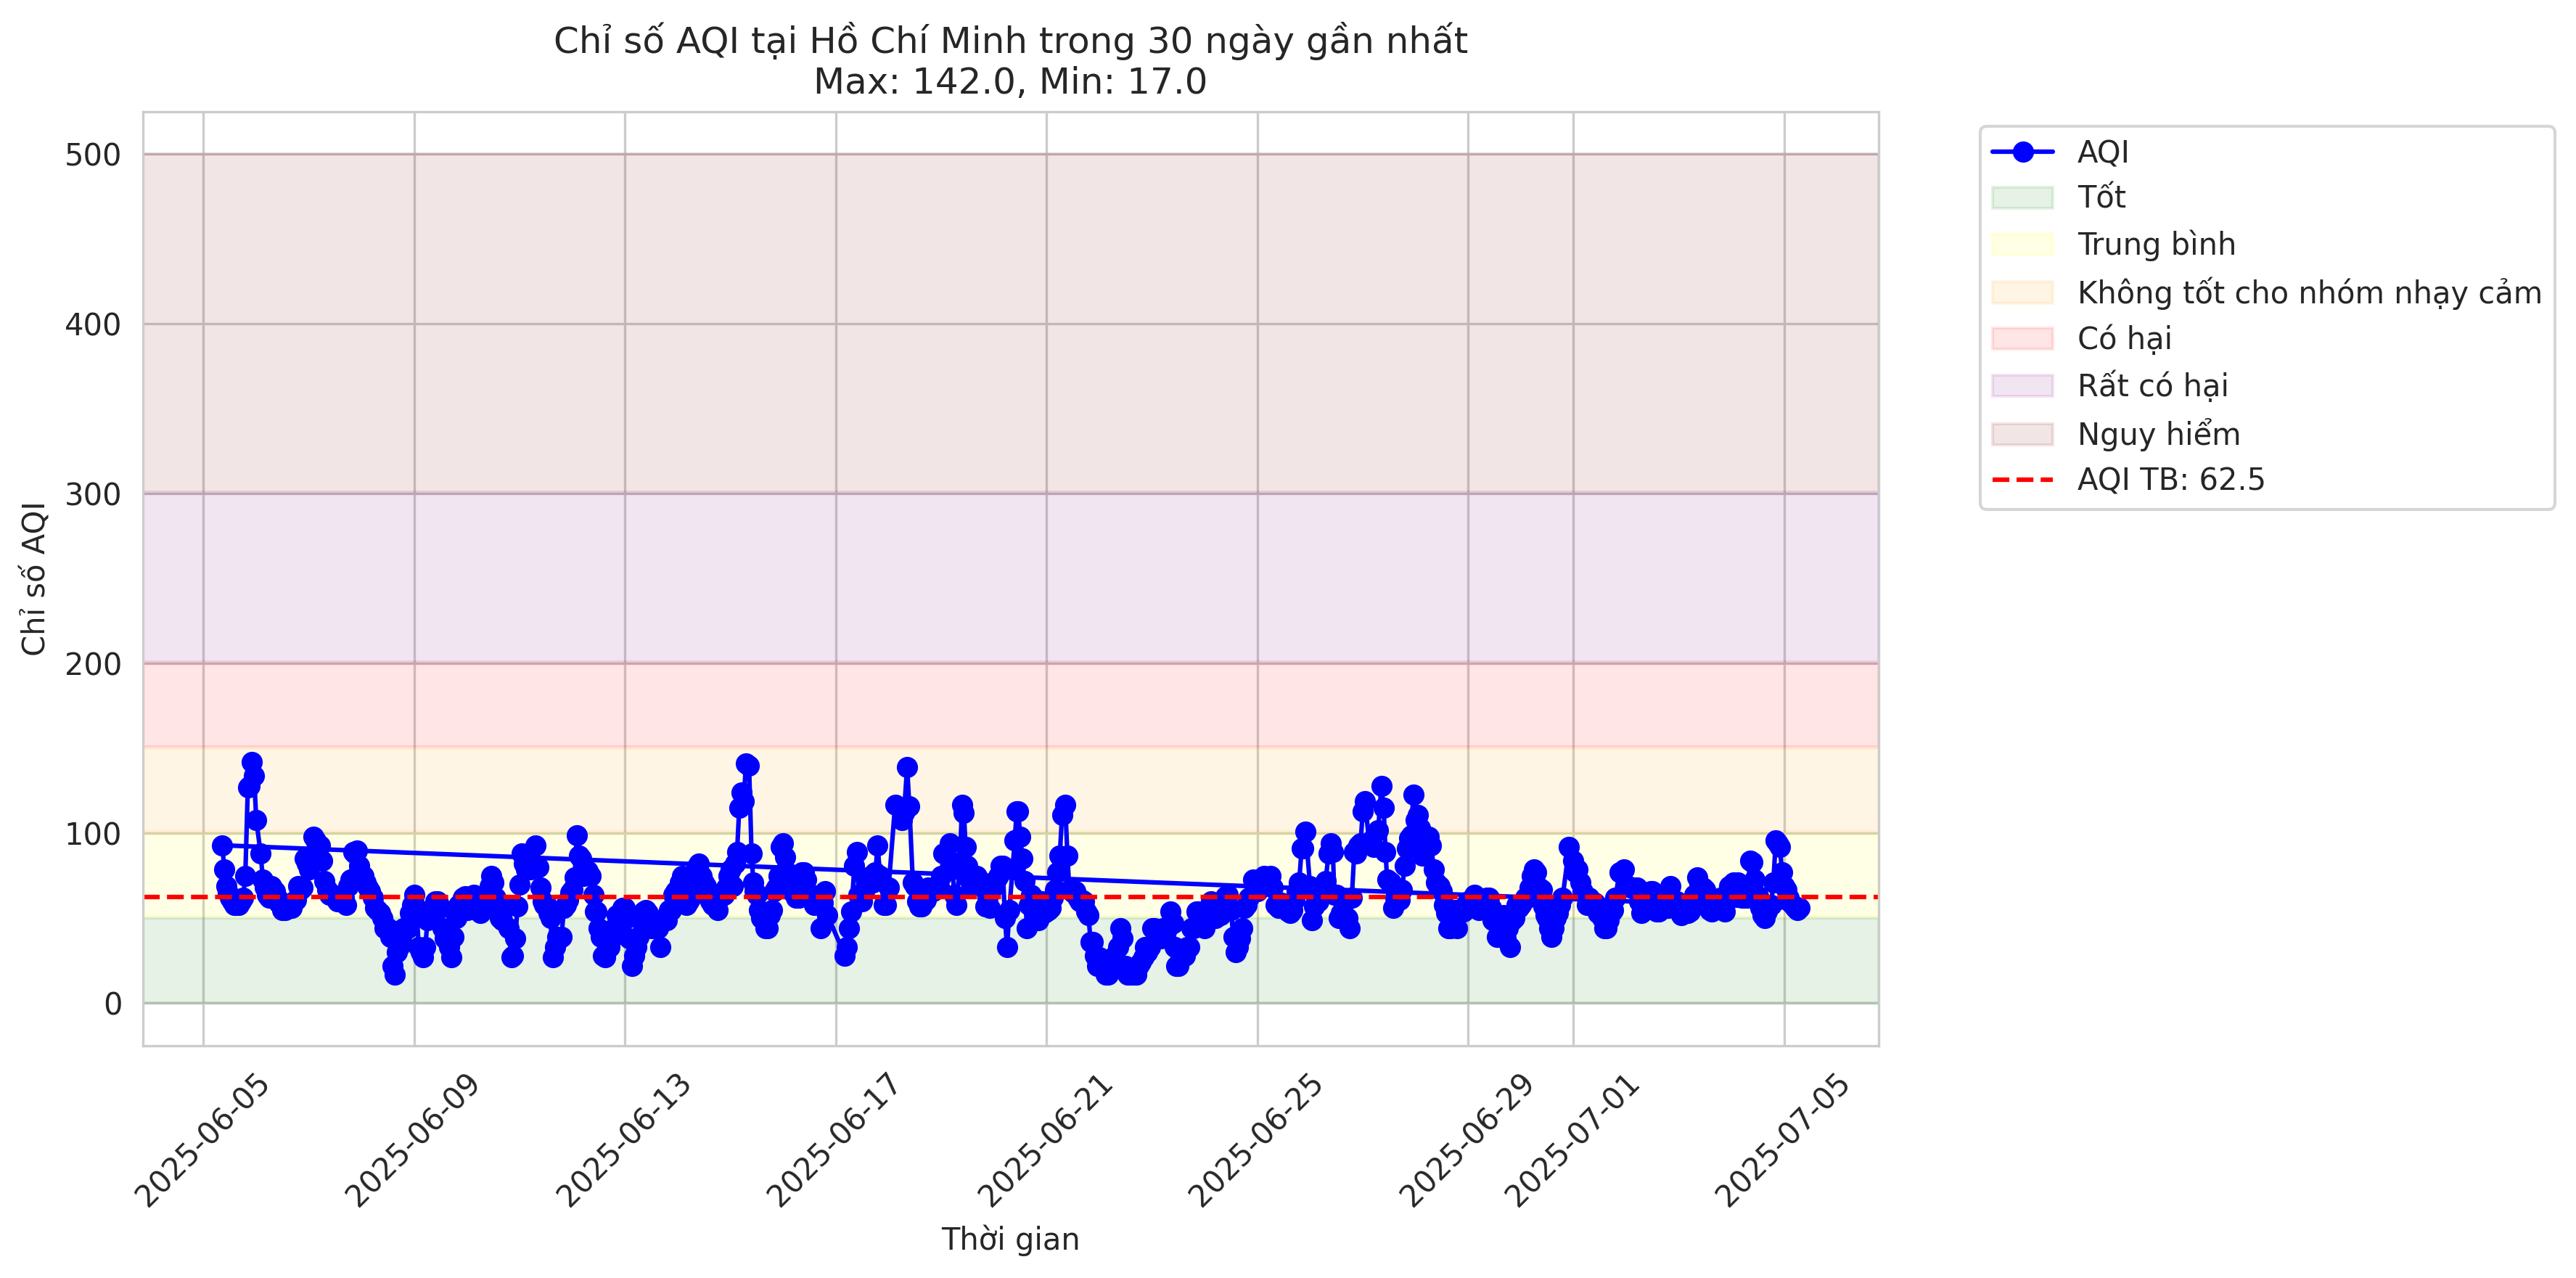 Chỉ số AQI tại Hồ Chí Minh trong 30 ngày gần nhất
Max: 142.0, Min: 17.0
Chỉ số AQI
500
400
300
200
100
0
2025-06-05
2025-06-09
2025-06-13
2025-06-17
2025-06-21
2025-06-25
2025-06-29
2025-07-01
2025-07-05
Thời gian
AQI
Tốt
Trung bình
Không tốt cho nhóm nhạy cảm
Có hại
Rất có hại
Nguy hiểm
AQI TB: 62.5